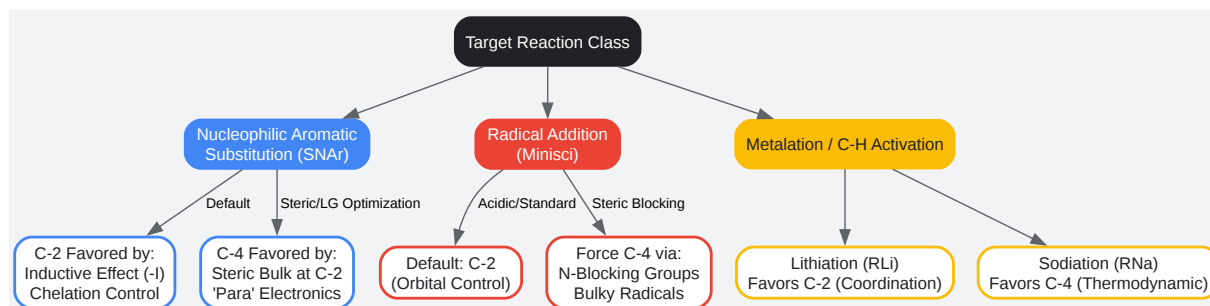 Target Reaction Class
Nucleophilic Aromatic
Substitution (SNAr)
Radical Addition
(Minisci)
Metalation / C-H Activation
Default
Steric/LG Optimization
Acidic/Standard
Steric Blocking
C-2 Favored by:
Inductive Effect (-I)
Chelation Control
C-4 Favored by:
Steric Bulk at C-2
'Para' Electronics
Default: C-2
(Orbital Control)
Force C-4 via:
N-Blocking Groups
Bulky Radicals
Lithiation (RLi)
Favors C-2 (Coordination)
Sodiation (RNa)
Favors C-4 (Thermodynamic)